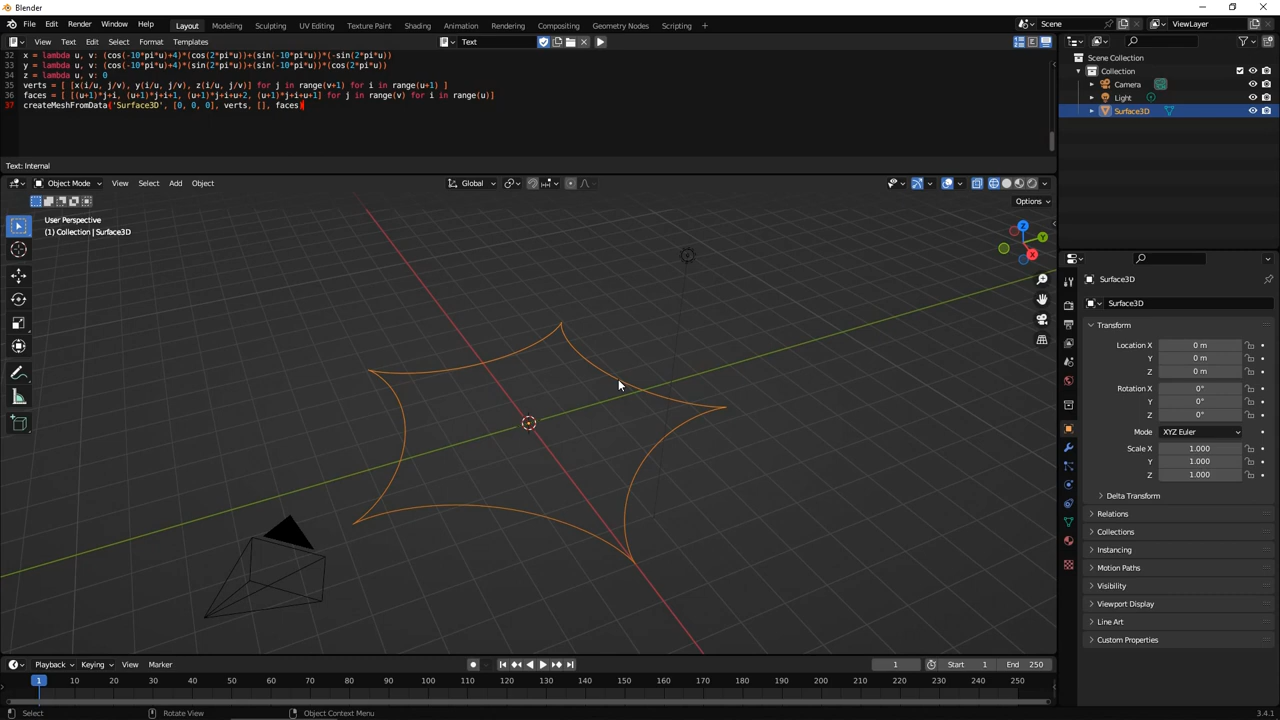 Blender
File Edit Render Window Help Layout Modeling Sculpting UV Editing Texture Paint Shading Animation Rendering Compositing Geometry Nodes Scripting + Scene ViewLayer
View Text Edit Select Format Templates Text
32 x = lambda u, v: (cos(-10*pi*u)+4)*(cos(2*pi*u))+(sin(-10*pi*u))*(-sin(2*pi*u))
33 y = lambda u, v: (cos(-10*pi*u)+4)*(sin(2*pi*u))+(sin(-10*pi*u))*(cos(2*pi*u))
34 z = lambda u, v: 0
35 verts = [ [x(i/u, j/v), y(i/u, j/v), z(i/u, j/v)] for j in range(v+1) for i in range(u+1) ]
36 faces = [ [(u+1)*j+i, (u+1)*j+i+1, (u+1)*j+i+u+2, (u+1)*j+i+u+1] for j in range(v) for i in range(u)]
37 createMeshFromData('Surface3D', [0, 0, 0], verts, [], faces)
Text: Internal
Object Mode View Select Add Object Global
Options
User Perspective
(1) Collection | Surface3D
Z
Y
X
Scene Collection
Collection
Camera
Light
Surface3D
Surface3D
Surface3D
Transform
Location X 0 m
Y 0 m
Z 0 m
Rotation X 0°
Y 0°
Z 0°
Mode XYZ Euler
Scale X 1.000
Y 1.000
Z 1.000
Delta Transform
Relations
Collections
Instancing
Motion Paths
Visibility
Viewport Display
Line Art
Custom Properties
Playback Keying View Marker 1 Start 1 End 250
1 10 20 30 40 50 60 70 80 90 100 110 120 130 140 150 160 170 180 190 200 210 220 230 240 250
Select Rotate View Object Context Menu 3.4.1